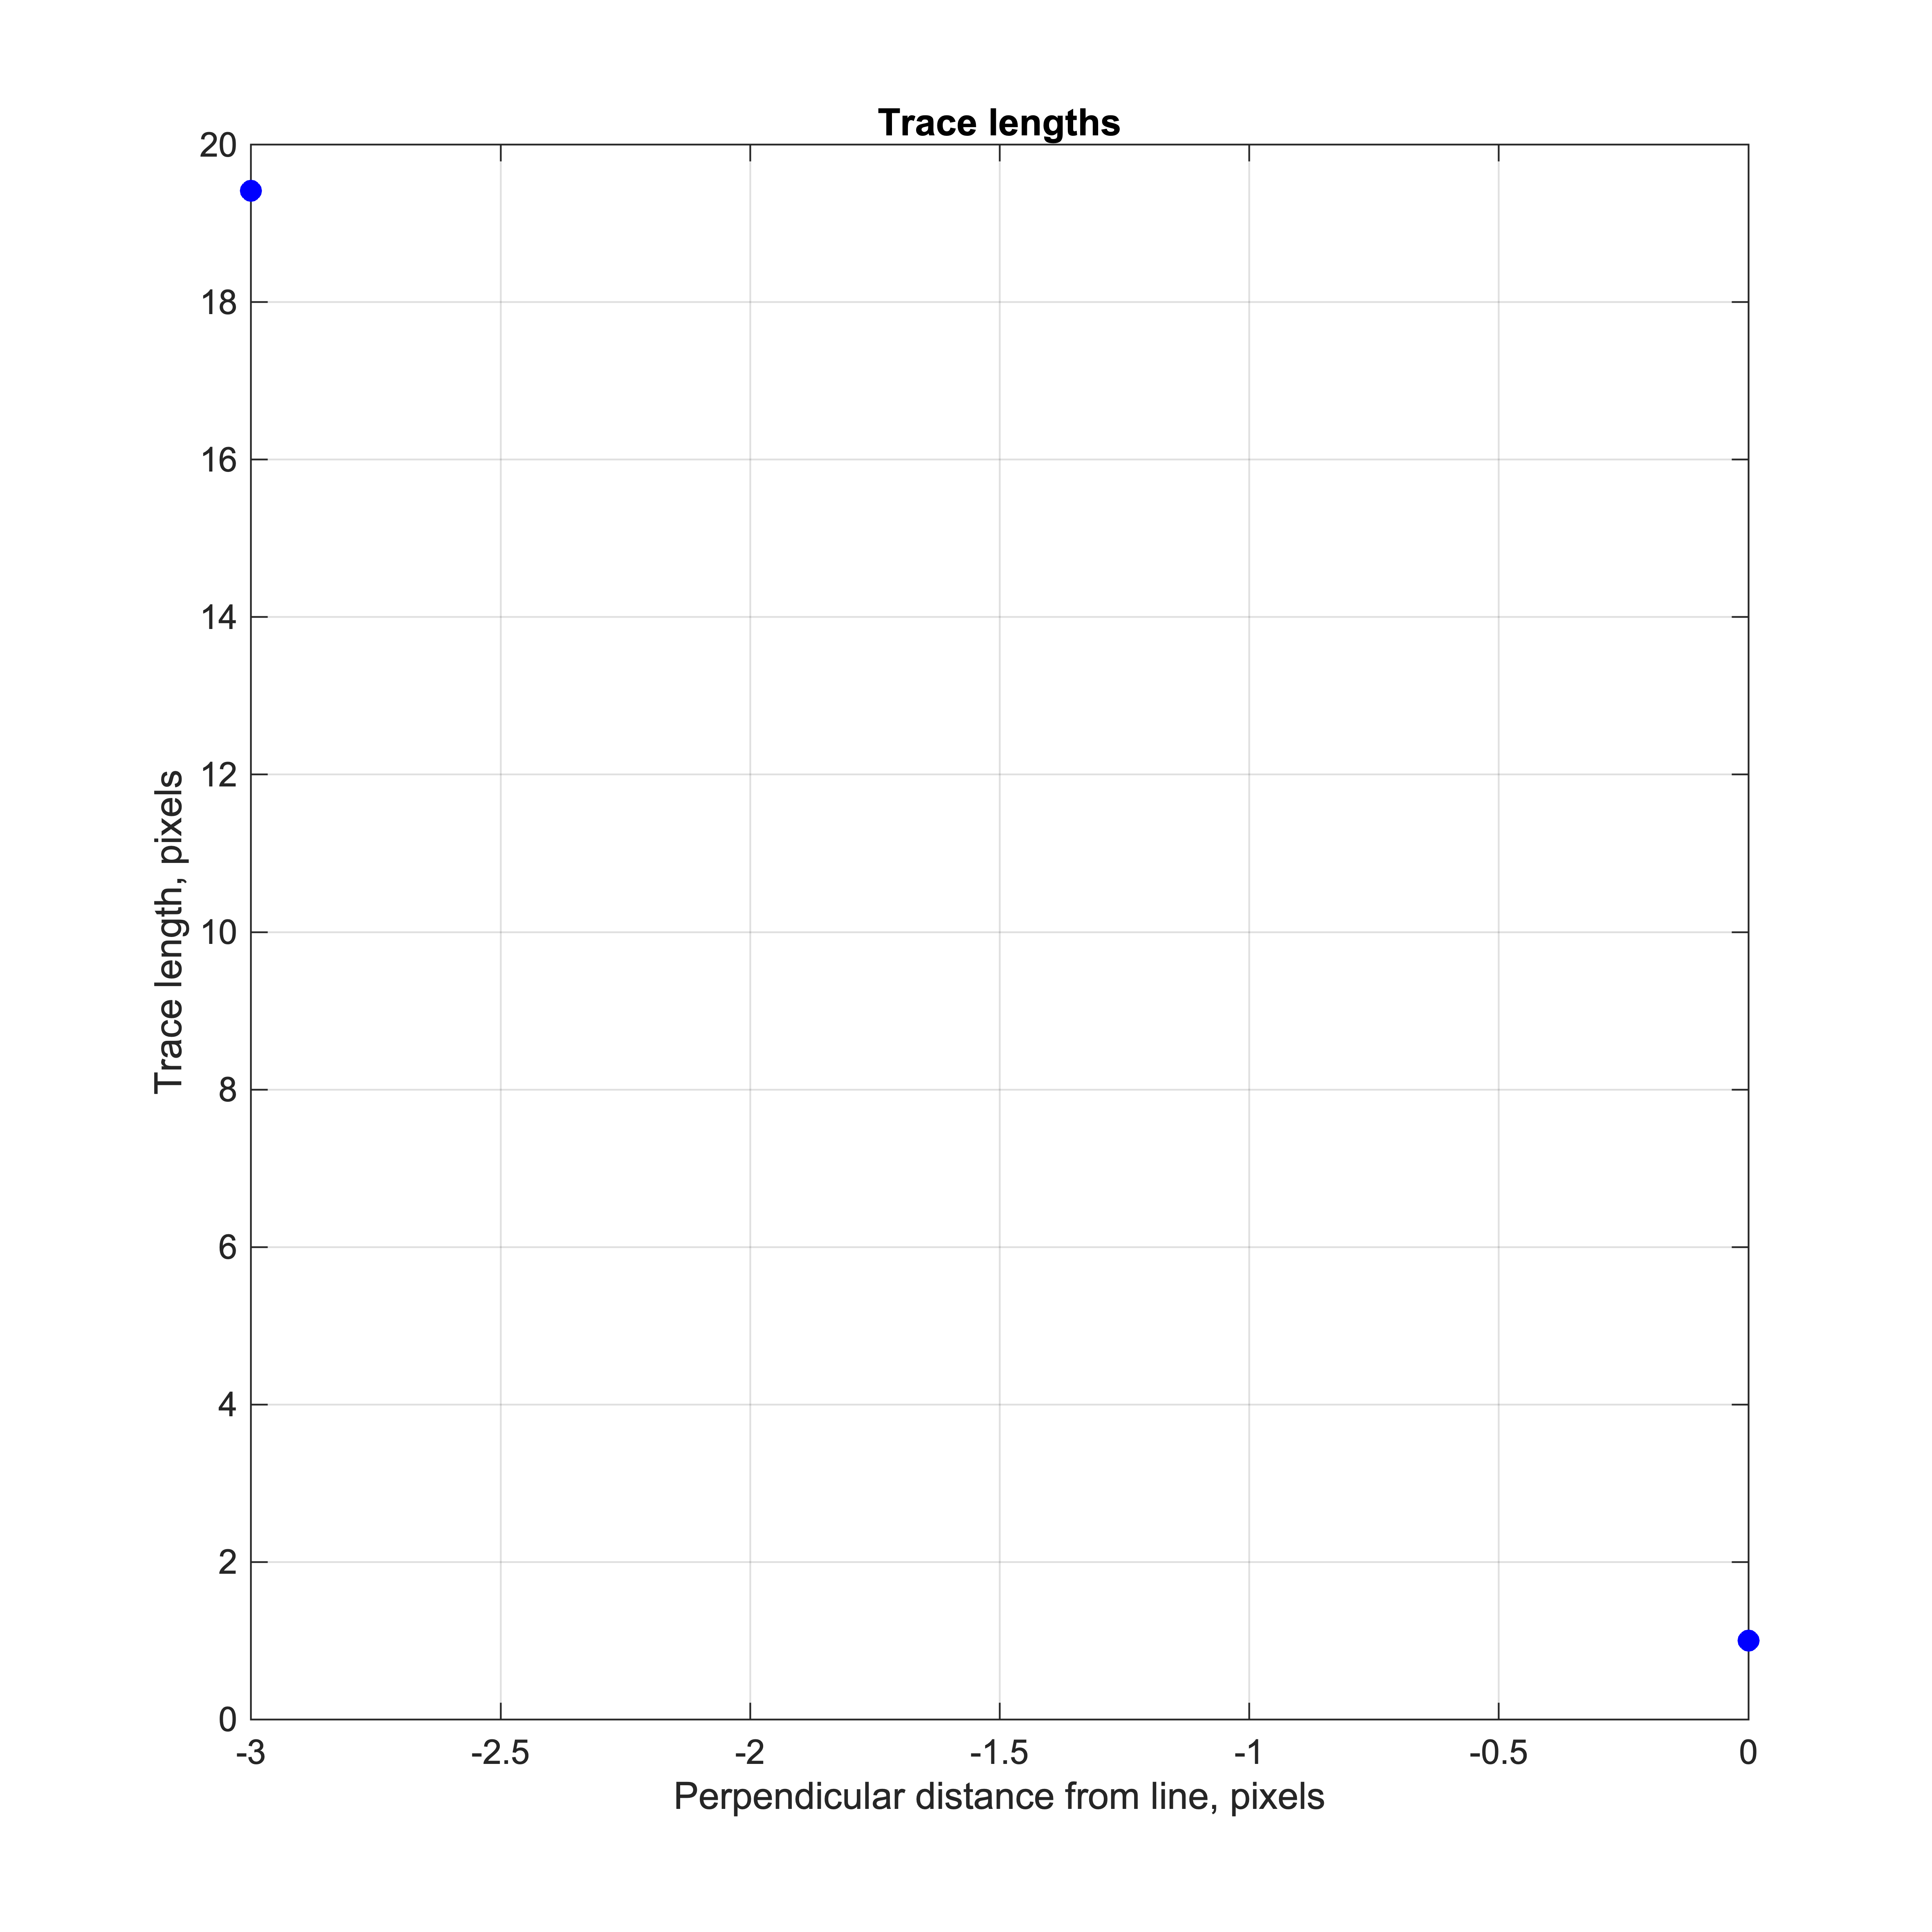 Trace lengths
20
18
16
14
12
10
8
6
4
2
0
Trace length, pixels
-3 -2.5 -2 -1.5 -1 -0.5 0
Perpendicular distance from line, pixels